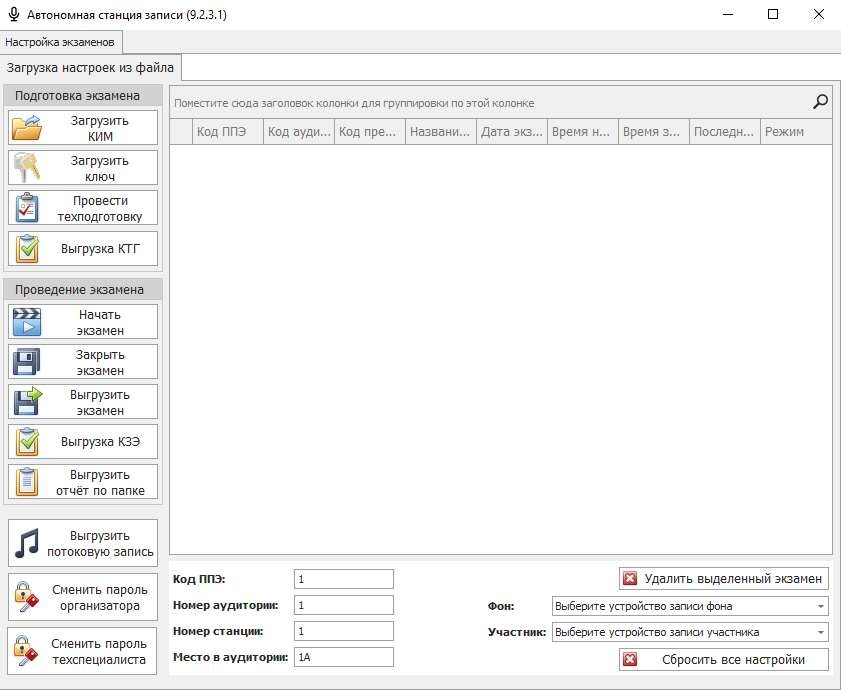 Автономная станция записи (9.2.3.1)
Настройка экзаменов
Загрузка настроек из файла
Подготовка экзамена
Загрузить
КИМ
Загрузить
ключ
Провести
техподготовку
Выгрузка КТГ
Проведение экзамена
Начать
экзамен
Закрыть
экзамен
Выгрузить
экзамен
Выгрузка КЗЭ
Выгрузить
отчёт по папке
Выгрузить
потоковую запись
Сменить пароль
организатора
Сменить пароль
техспециалиста
Поместите сюда заголовок колонки для группировки по этой колонке
Код ППЭ Код ауди... Код пре... Названи... Дата экз... Время н... Время з... Последн... Режим
Код ППЭ: 1
Номер аудитории: 1
Номер станции: 1
Место в аудитории: 1А
Удалить выделенный экзамен
Фон: Выберите устройство записи фона
Участник: Выберите устройство записи участника
Сбросить все настройки